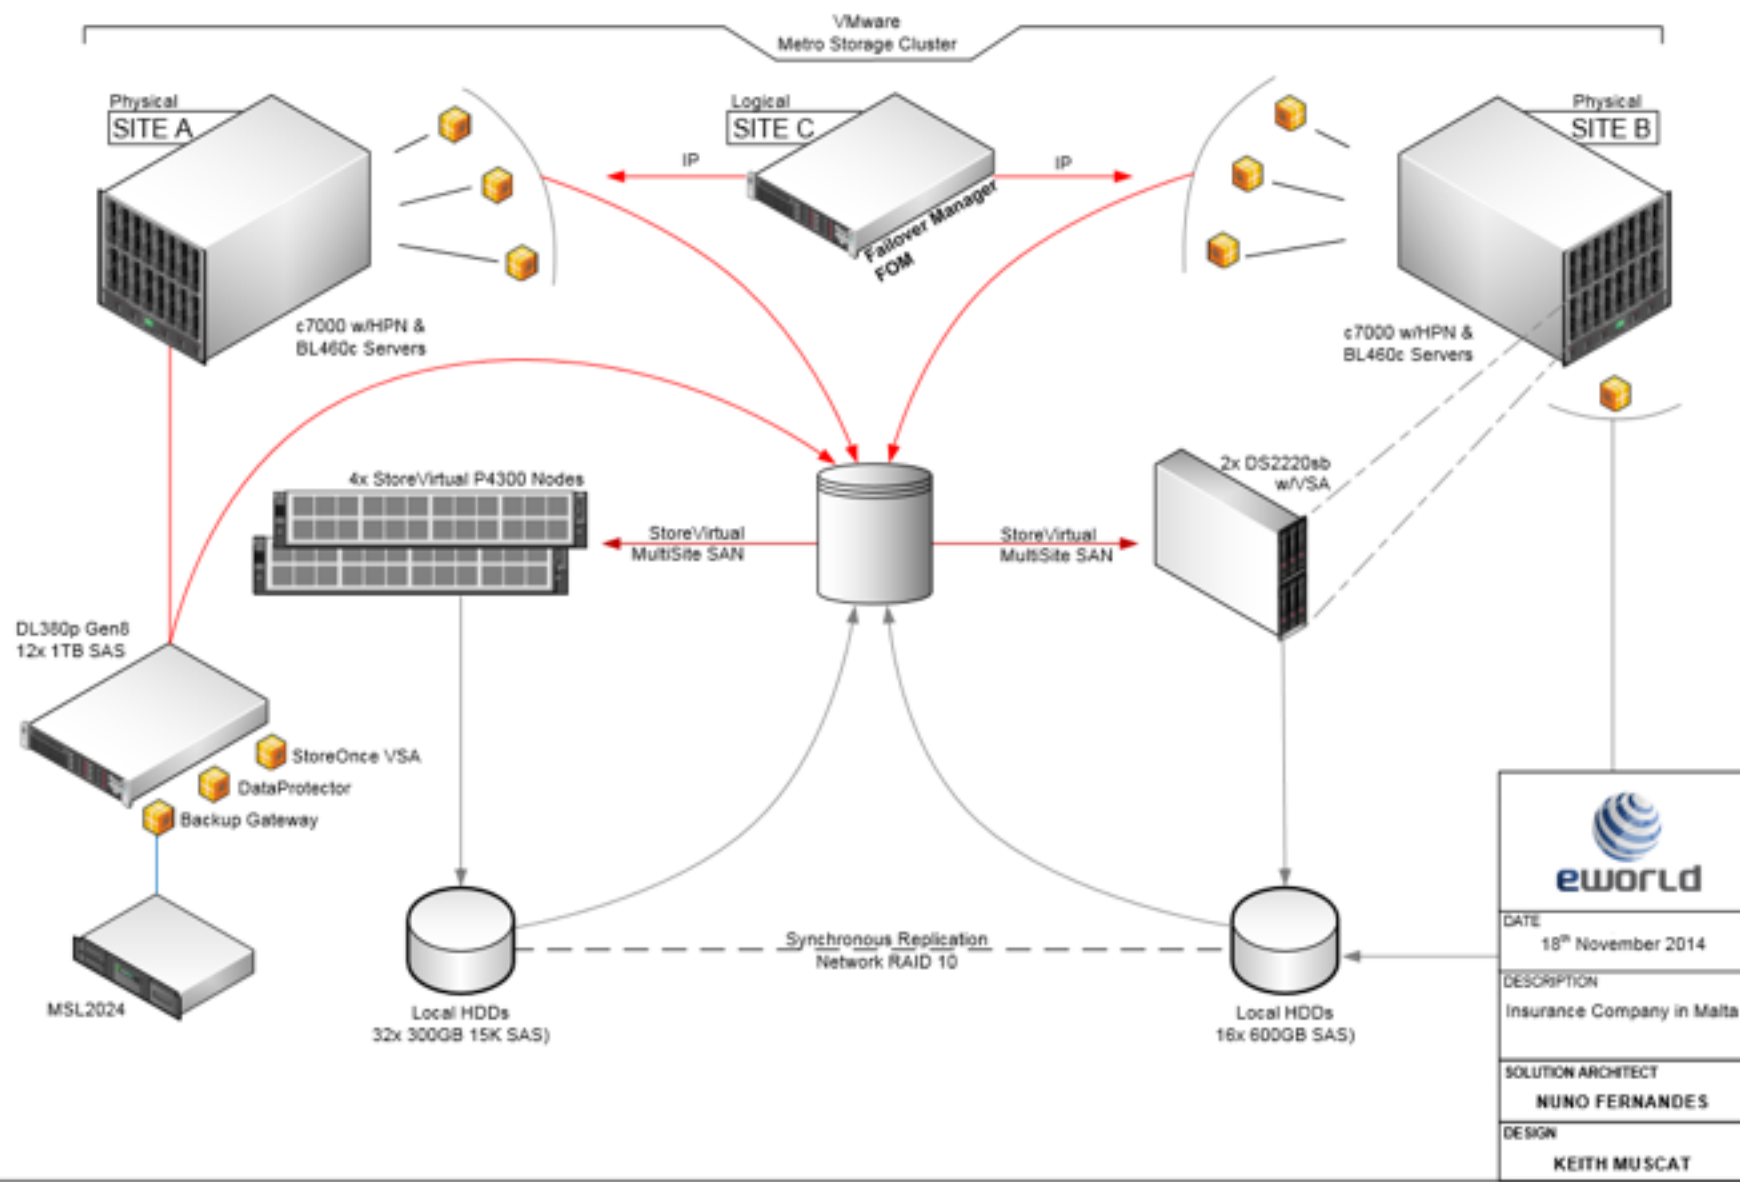 VMware
Metro Storage Cluster
Physical
SITE A
Logical
SITE C
Physical
SITE B
IP
IP
Failover Manager
FOM
c7000 w/HPN &
BL460c Servers
c7000 w/HPN &
BL460c Servers
4x StoreVirtual P4300 Nodes
2x DS2220sb
w/VSA
StoreVirtual
MultiSite SAN
StoreVirtual
MultiSite SAN
DL380p Gen8
12x 1TB SAS
StoreOnce VSA
DataProtector
Backup Gateway
MSL2024
Synchronous Replication
Network RAID 10
Local HDDs
32x 300GB 15K SAS)
Local HDDs
16x 600GB SAS)
eworld
DATE
18th November 2014
DESCRIPTION
Insurance Company in Malta
SOLUTION ARCHITECT
NUNO FERNANDES
DESIGN
KEITH MUSCAT